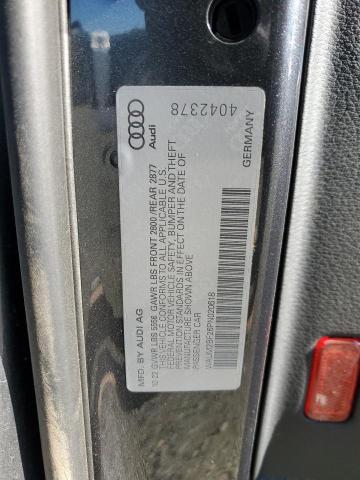 Audi
4042378
GERMANY
MFD. BY AUDI AG
10.22 GVWR LBS 5556 GAWR LBS FRONT 2800 /REAR 2877
THIS VEHICLE CONFORMS TO ALL APPLICABLE U.S.
FEDERAL MOTOR VEHICLE SAFETY, BUMPER AND THEFT
PREVENTION STANDARDS IN EFFECT ON THE DATE OF
MANUFACTURE SHOWN ABOVE
PASSENGER CAR